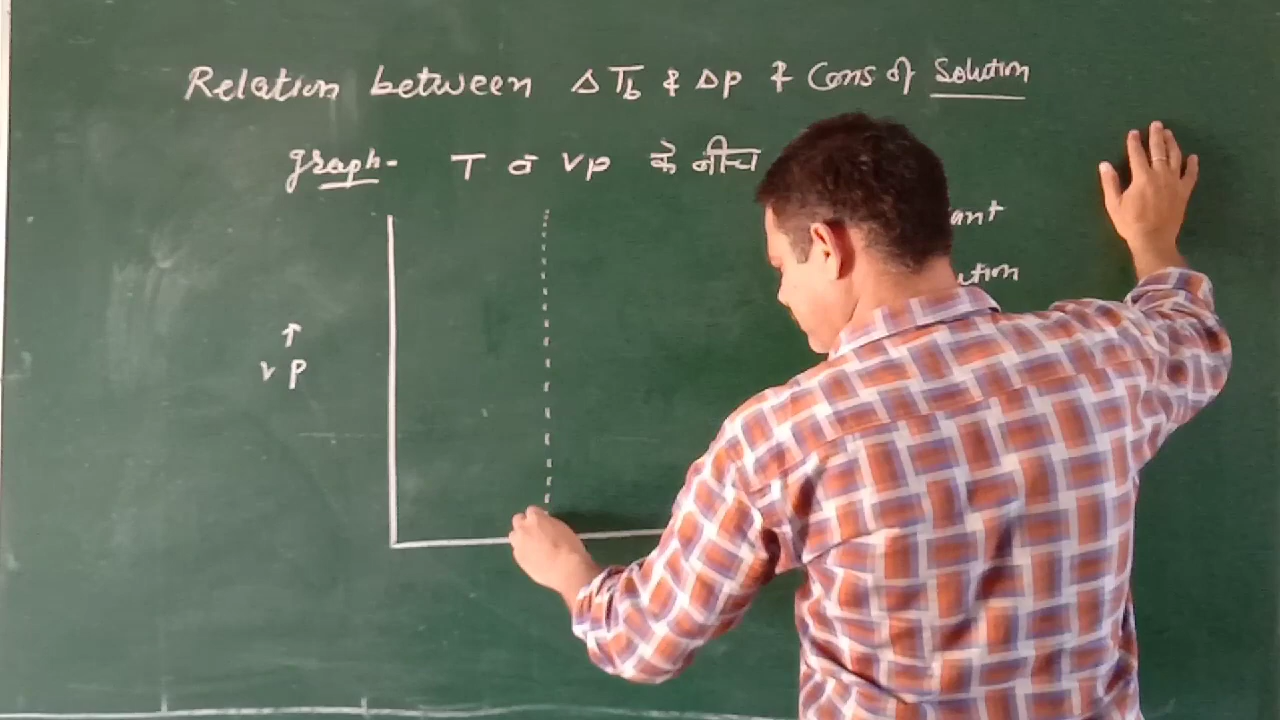 Relation between ΔTb & Δp & Cons of Solution
graph- T व VP के बीच
ant
ution
↑
VP